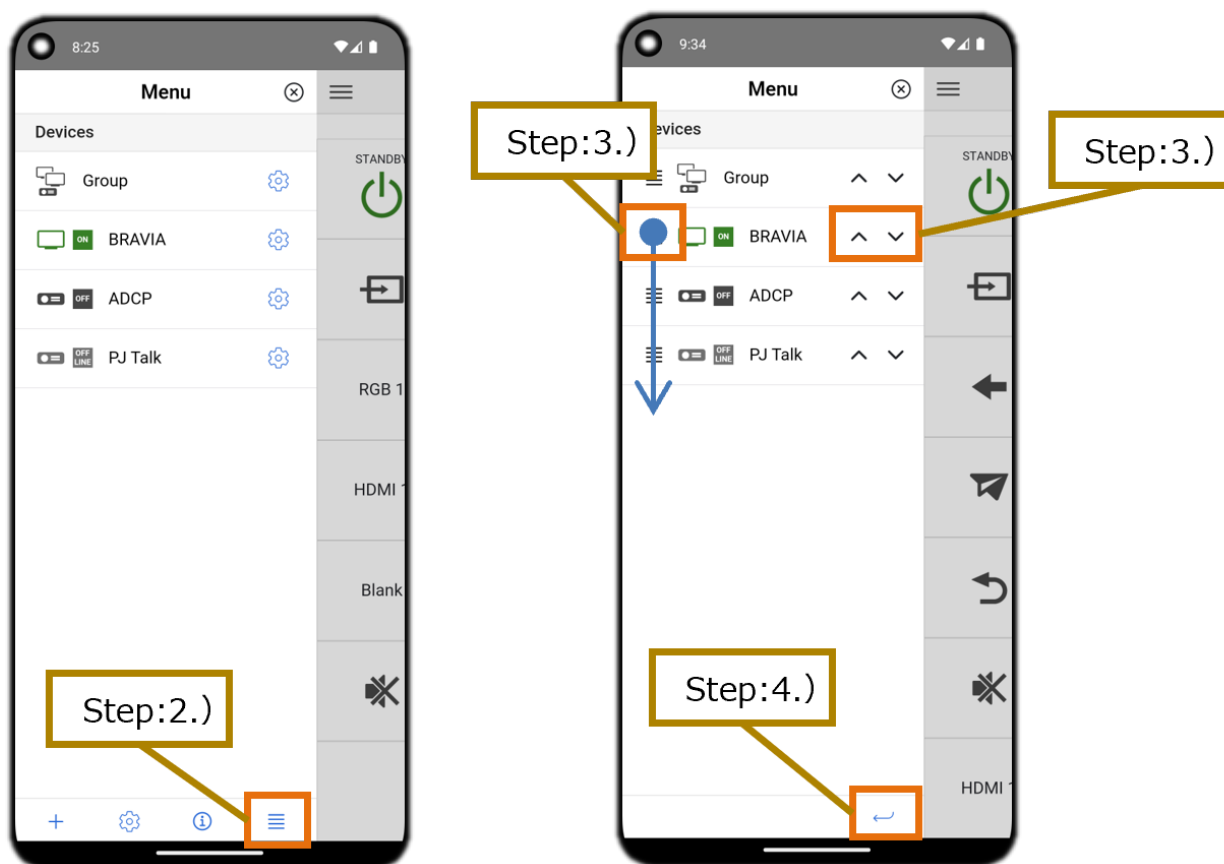 8:25
Menu
Devices
Group
ON BRAVIA
OFF ADCP
OFF LINE PJ Talk
STANDBY
RGB 1
HDMI 1
Blank
Step:2.)
9:34
Menu
Step:3.)
evices
Group
ON BRAVIA
OFF ADCP
OFF LINE PJ Talk
STANDBY
Step:3.)
Step:4.)
HDMI 1